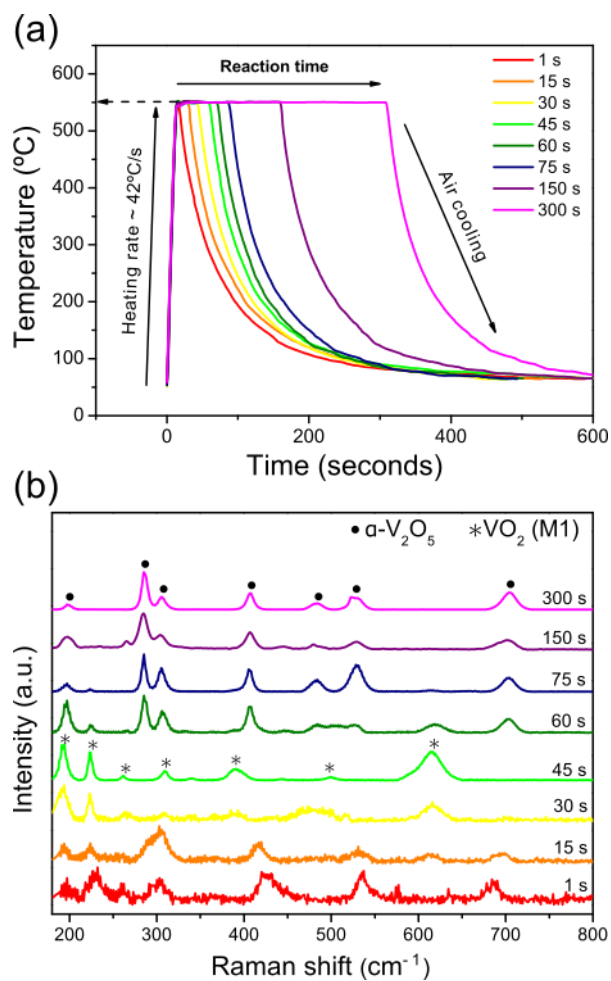 (a)
Reaction time
1 s
15 s
30 s
45 s
60 s
75 s
150 s
300 s
Heating rate ~ 42ºC/s
Air cooling
Temperature (ºC)
600
500
400
300
200
100
0
0
200
400
600
Time (seconds)
(b)
• α-V₂O₅ *VO₂ (M1)
300 s
150 s
75 s
60 s
45 s
30 s
15 s
1 s
Intensity (a.u.)
200
300
400
500
600
700
800
Raman shift (cm⁻¹)